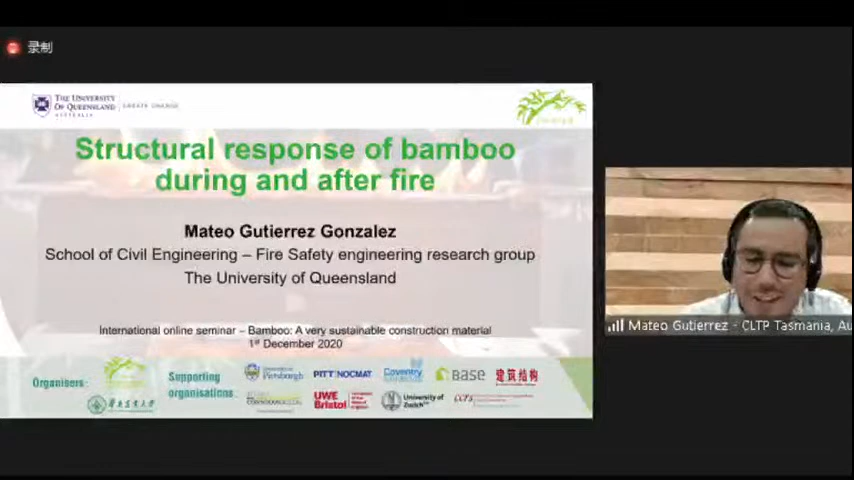 录制
THE UNIVERSITY
OF QUEENSLAND
AUSTRALIA
CREATE CHANGE
Structural response of bamboo
during and after fire
Mateo Gutierrez Gonzalez
School of Civil Engineering – Fire Safety engineering research group
The University of Queensland
International online seminar – Bamboo: A very sustainable construction material
1st December 2020
Organisers:
Supporting
organisations:
Pittsburgh
PITT|NOCMAT
Coventry
BASE
建筑结构
UWE
Bristol
University of
Zurich
Mateo Gutierrez - CLTP Tasmania, Au